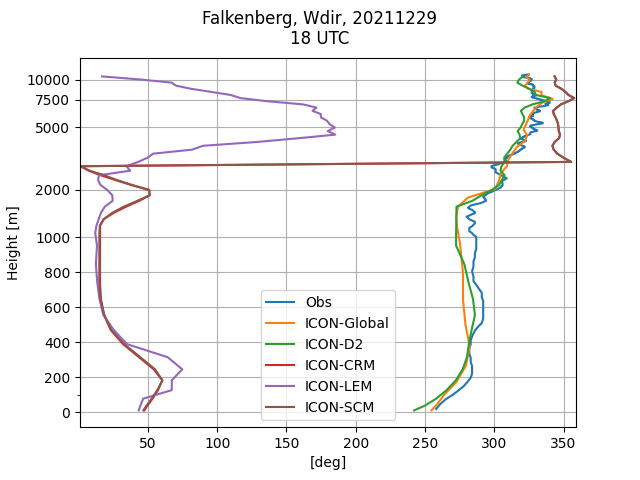 Falkenberg, Wdir, 20211229
18 UTC
Height [m]
10000
7500
5000
2000
1000
800
600
400
200
0
Obs
ICON-Global
ICON-D2
ICON-CRM
ICON-LEM
ICON-SCM
50 100 150 200 250 300 350
[deg]